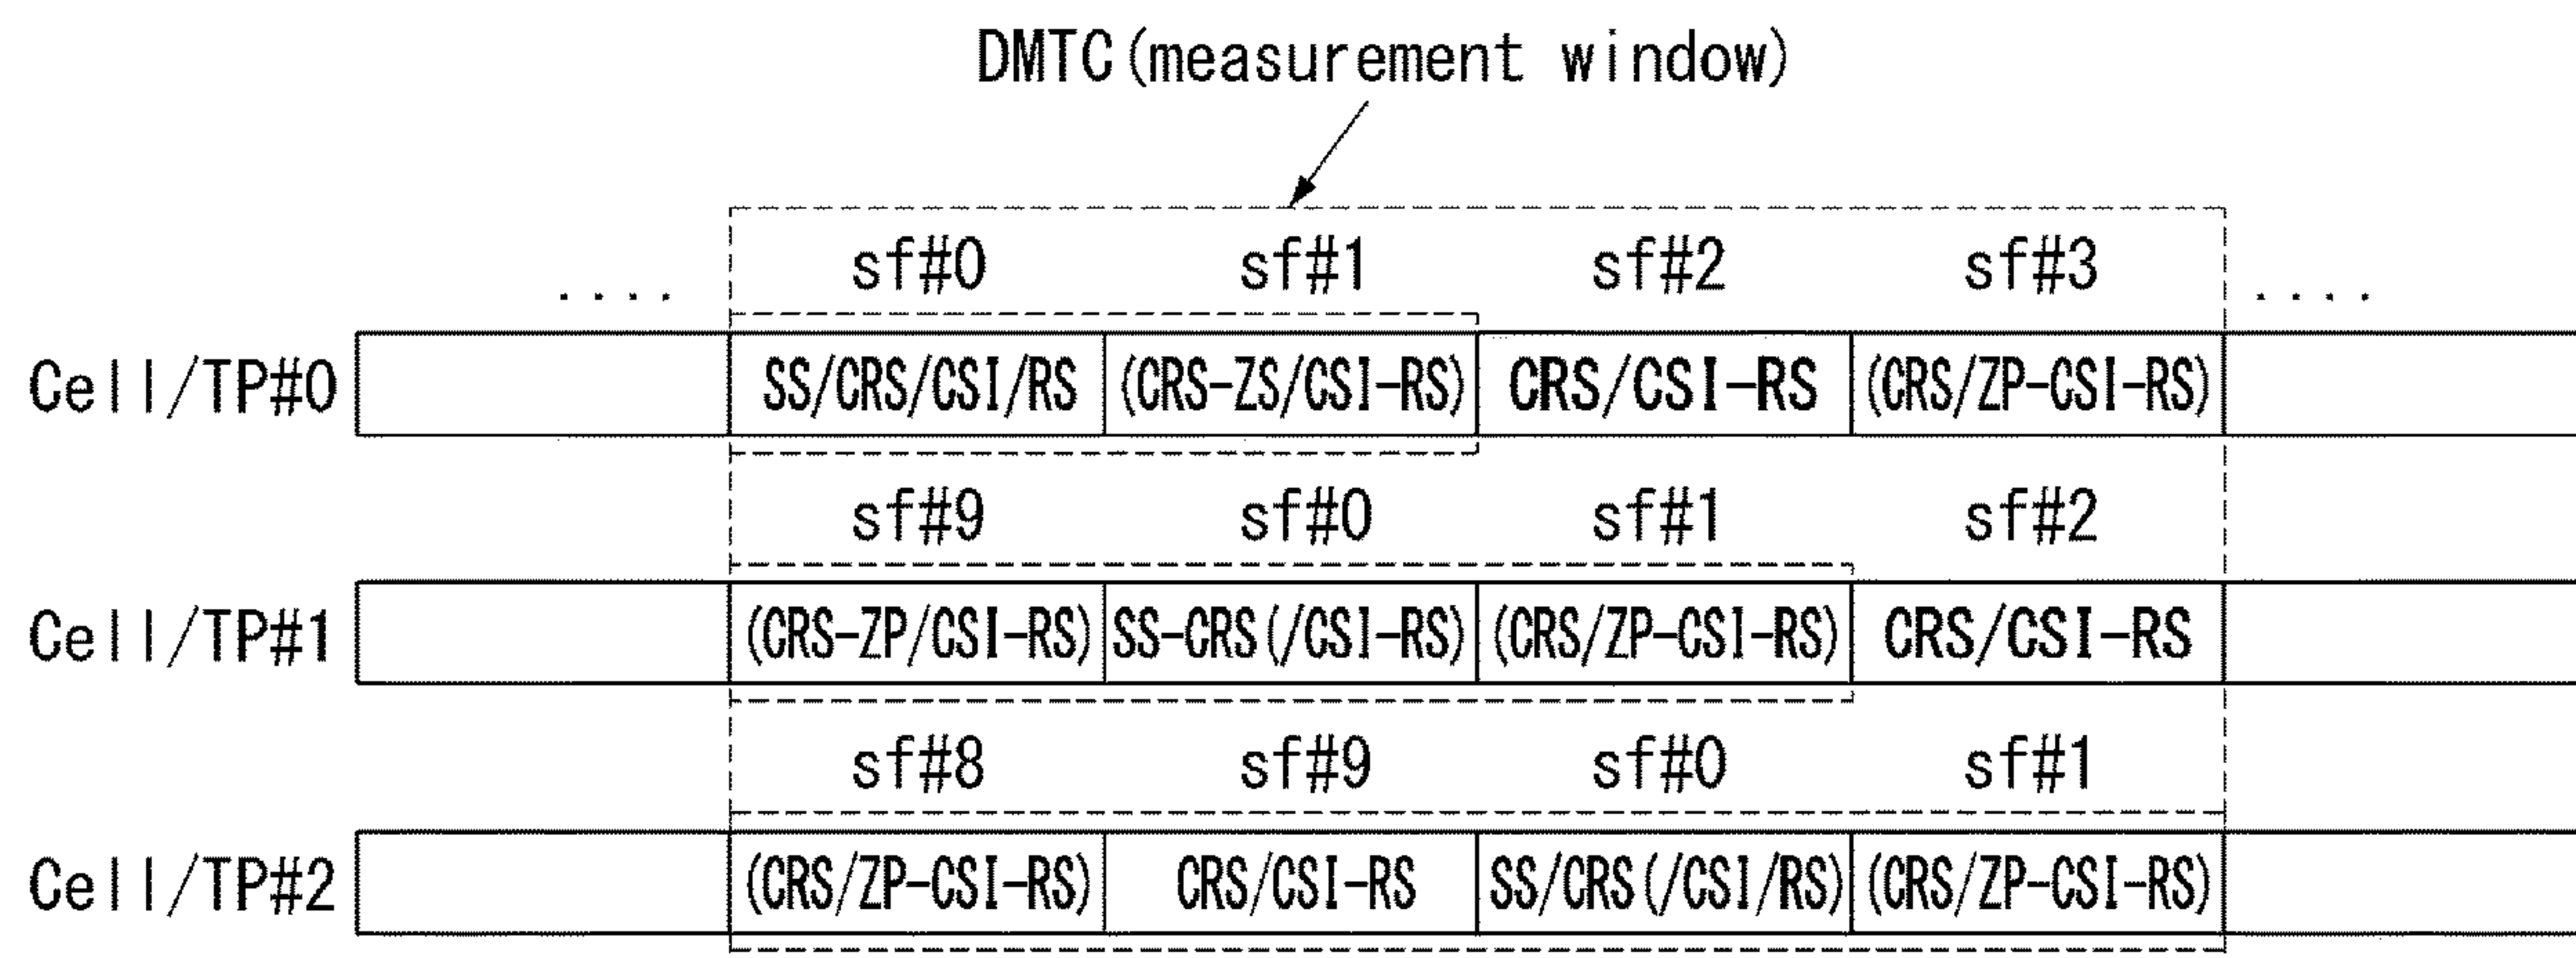 DMTC(measurement window)
sf#0 sf#1 sf#2 sf#3
.... ....
Cell/TP#0 SS/CRS/CSI/RS (CRS-ZS/CSI-RS) CRS/CSI-RS (CRS/ZP-CSI-RS)
sf#9 sf#0 sf#1 sf#2
Cell/TP#1 (CRS-ZP/CSI-RS) SS-CRS(/CSI-RS) (CRS/ZP-CSI-RS) CRS/CSI-RS
sf#8 sf#9 sf#0 sf#1
Cell/TP#2 (CRS/ZP-CSI-RS) CRS/CSI-RS SS/CRS(/CSI/RS) (CRS/ZP-CSI-RS)